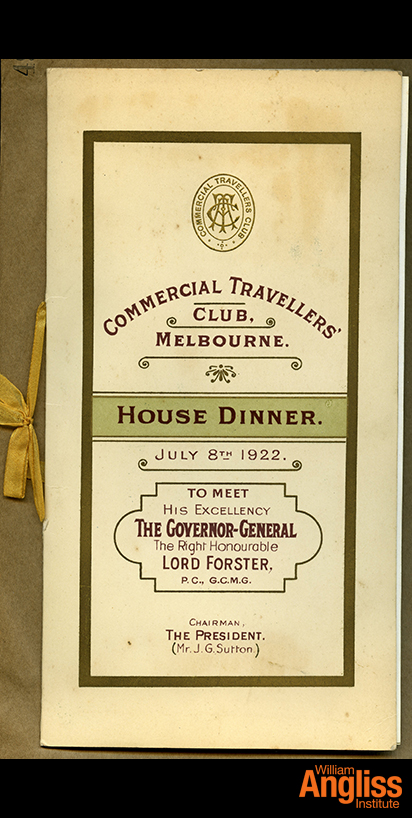 COMMERCIAL TRAVELLERS CLUB
COMMERCIAL TRAVELLERS'
CLUB,
MELBOURNE.
HOUSE DINNER.
JULY 8TH 1922.
TO MEET
HIS EXCELLENCY
THE GOVERNOR-GENERAL
The Right Honourable
LORD FORSTER,
P.C., G.C.M.G.
CHAIRMAN,
THE PRESIDENT.
(Mr. J. G. Sutton.)
William
Angliss
Institute